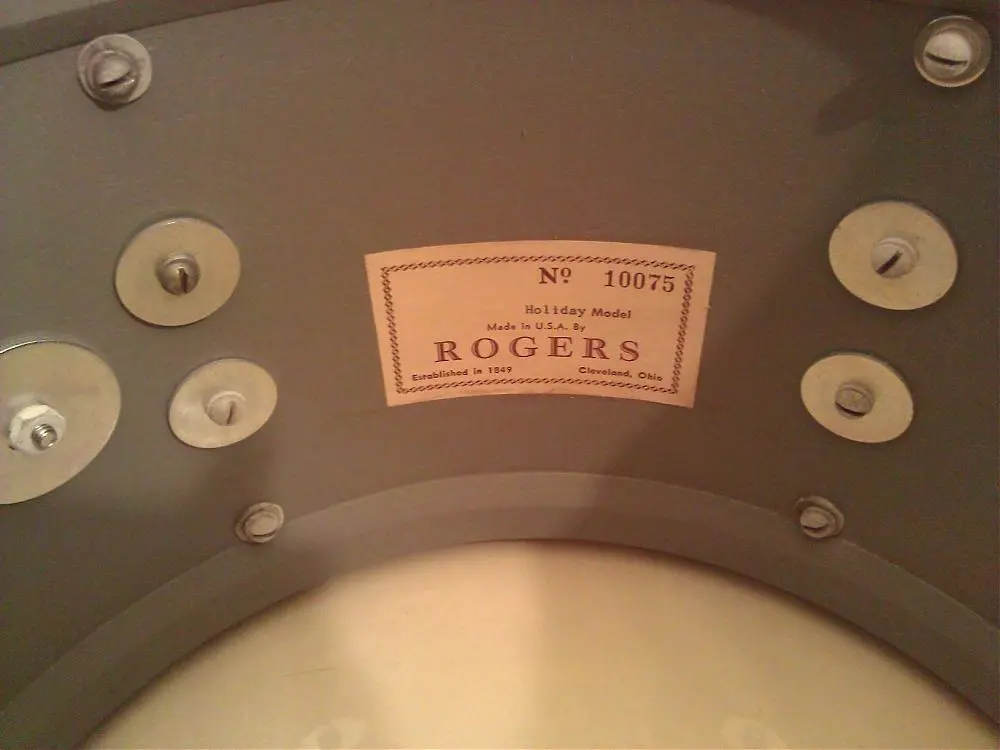 Nº 10075
Holiday Model
Made in U.S.A. By
ROGERS
Established in 1849 Cleveland, Ohio